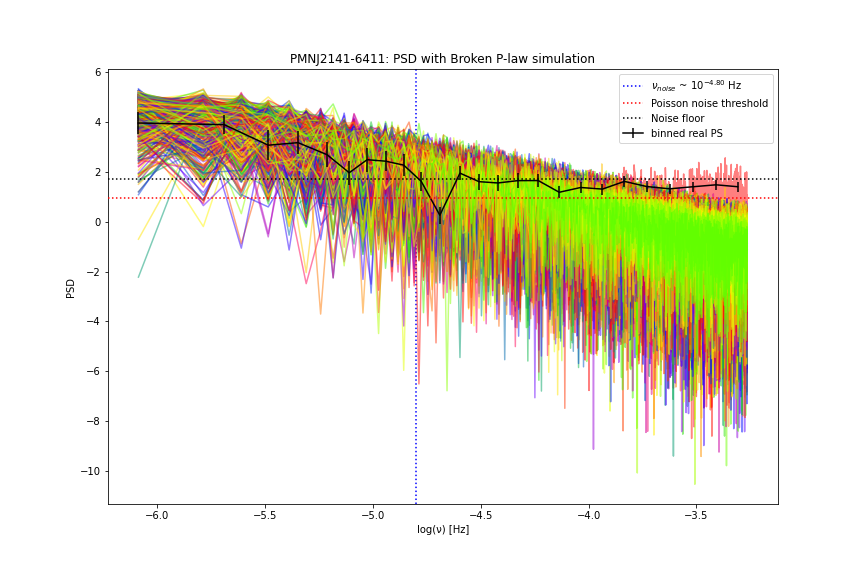 PMNJ2141-6411: PSD with Broken P-law simulation
ν_noise ~ 10^−4.80 Hz
Poisson noise threshold
Noise floor
binned real PS
PSD
6
4
2
0
−2
−4
−6
−8
−10
−6.0
−5.5
−5.0
−4.5
−4.0
−3.5
log(ν) [Hz]